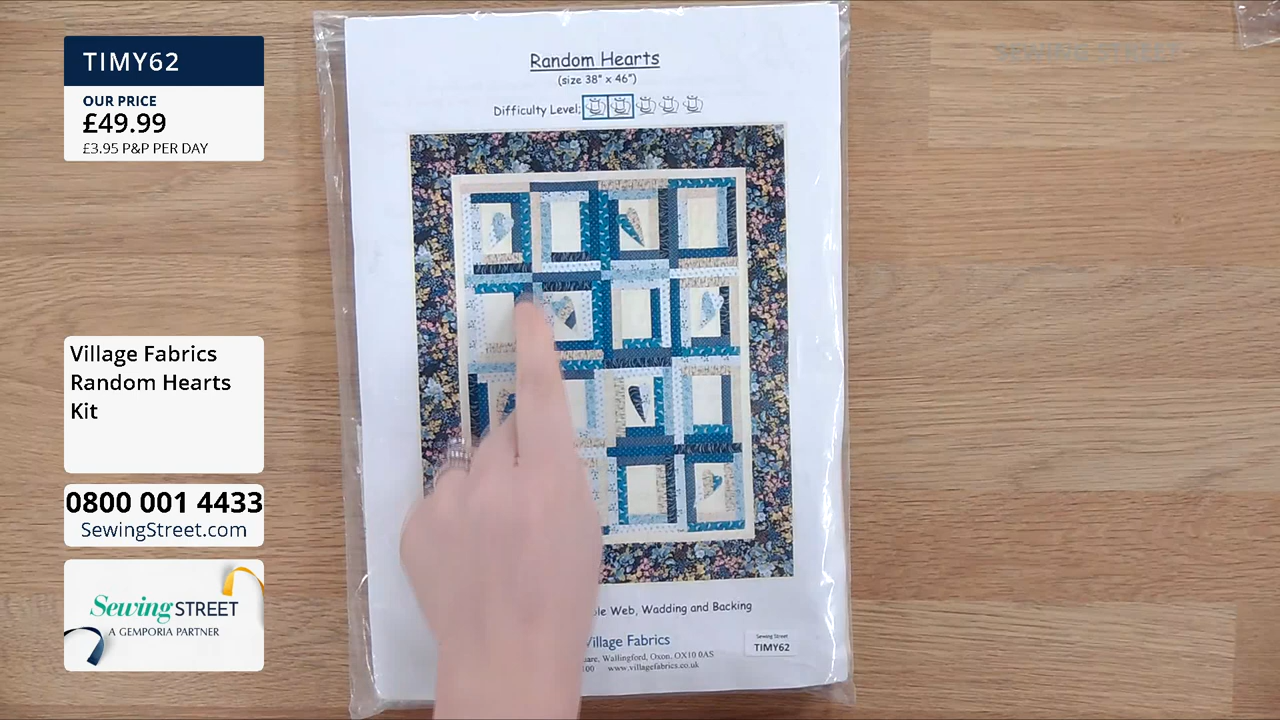 TIMY62
OUR PRICE
£49.99
£3.95 P&P PER DAY
Village Fabrics
Random Hearts
Kit
0800 001 4433
SewingStreet.com
Sewing STREET
A GEMPORIA PARTNER
SEWING STREET
Random Hearts
(size 38" x 46")
Difficulty Level;
Web, Wadding and Backing
Village Fabrics
Wallingford, Oxon. OX10 0AS
www.villagefabrics.co.uk
Sewing Street
TIMY62